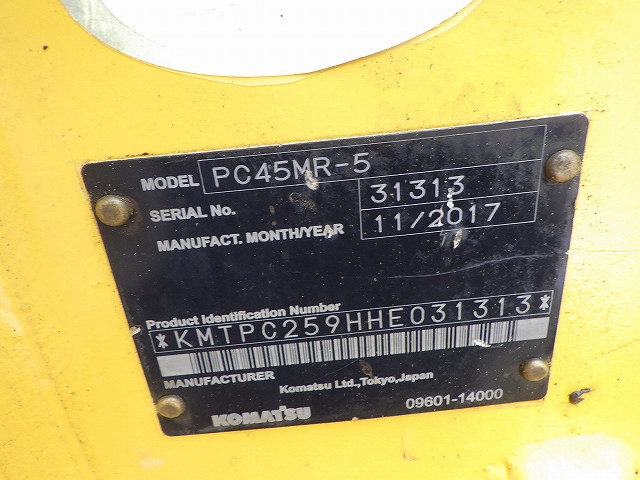 MODEL PC45MR-5
SERIAL No. 31313
MANUFACT. MONTH/YEAR 11/2017
Product Identification Number
*KMTPC259HHE031313*
MANUFACTURER
Komatsu Ltd.,Tokyo,Japan
KOMATSU 09601-14000